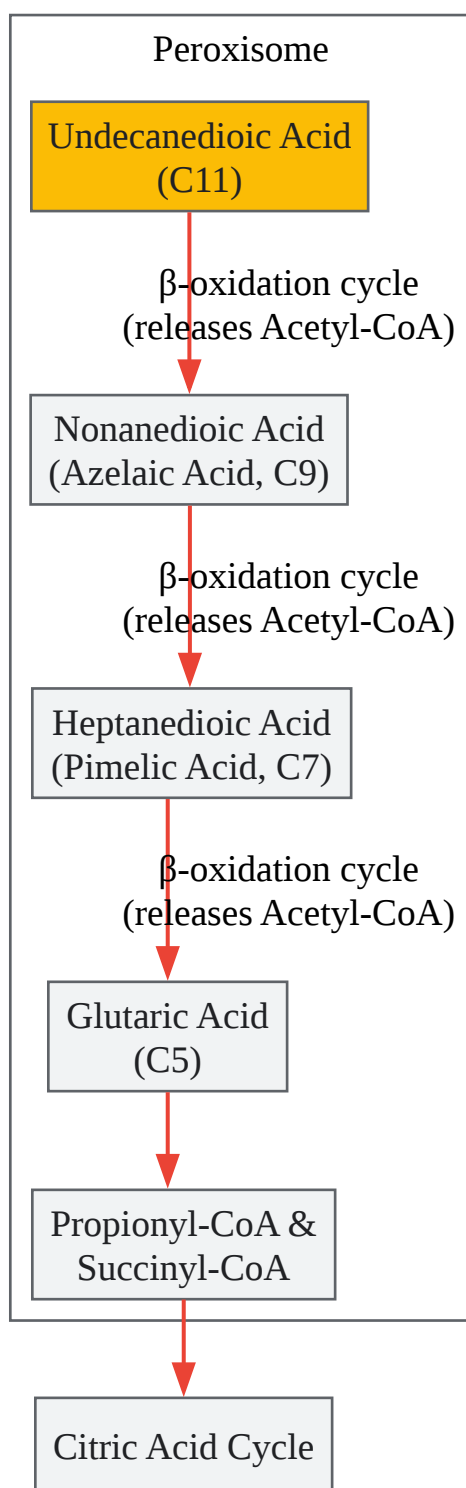 Peroxisome
Undecanedioic Acid
(C11)
β-oxidation cycle
(releases Acetyl-CoA)
Nonanedioic Acid
(Azelaic Acid, C9)
β-oxidation cycle
(releases Acetyl-CoA)
Heptanedioic Acid
(Pimelic Acid, C7)
β-oxidation cycle
(releases Acetyl-CoA)
Glutaric Acid
(C5)
Propionyl-CoA &
Succinyl-CoA
Citric Acid Cycle